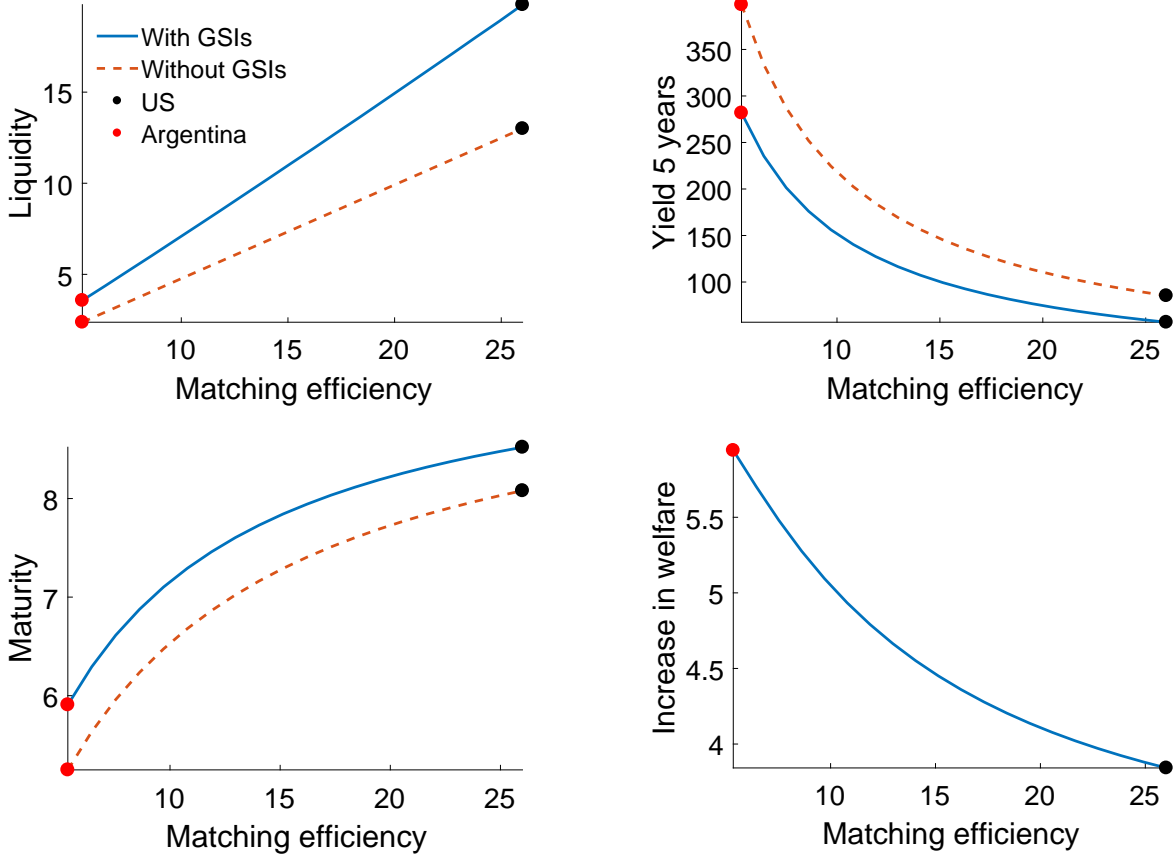 With GSIs
Without GSIs
US
Argentina
Liquidity
15
10
5
10
15
20
25
Matching efficiency
Yield 5 years
350
300
250
200
150
100
10
15
20
25
Matching efficiency
Maturity
8
7
6
10
15
20
25
Matching efficiency
Increase in welfare
5.5
5
4.5
4
10
15
20
25
Matching efficiency